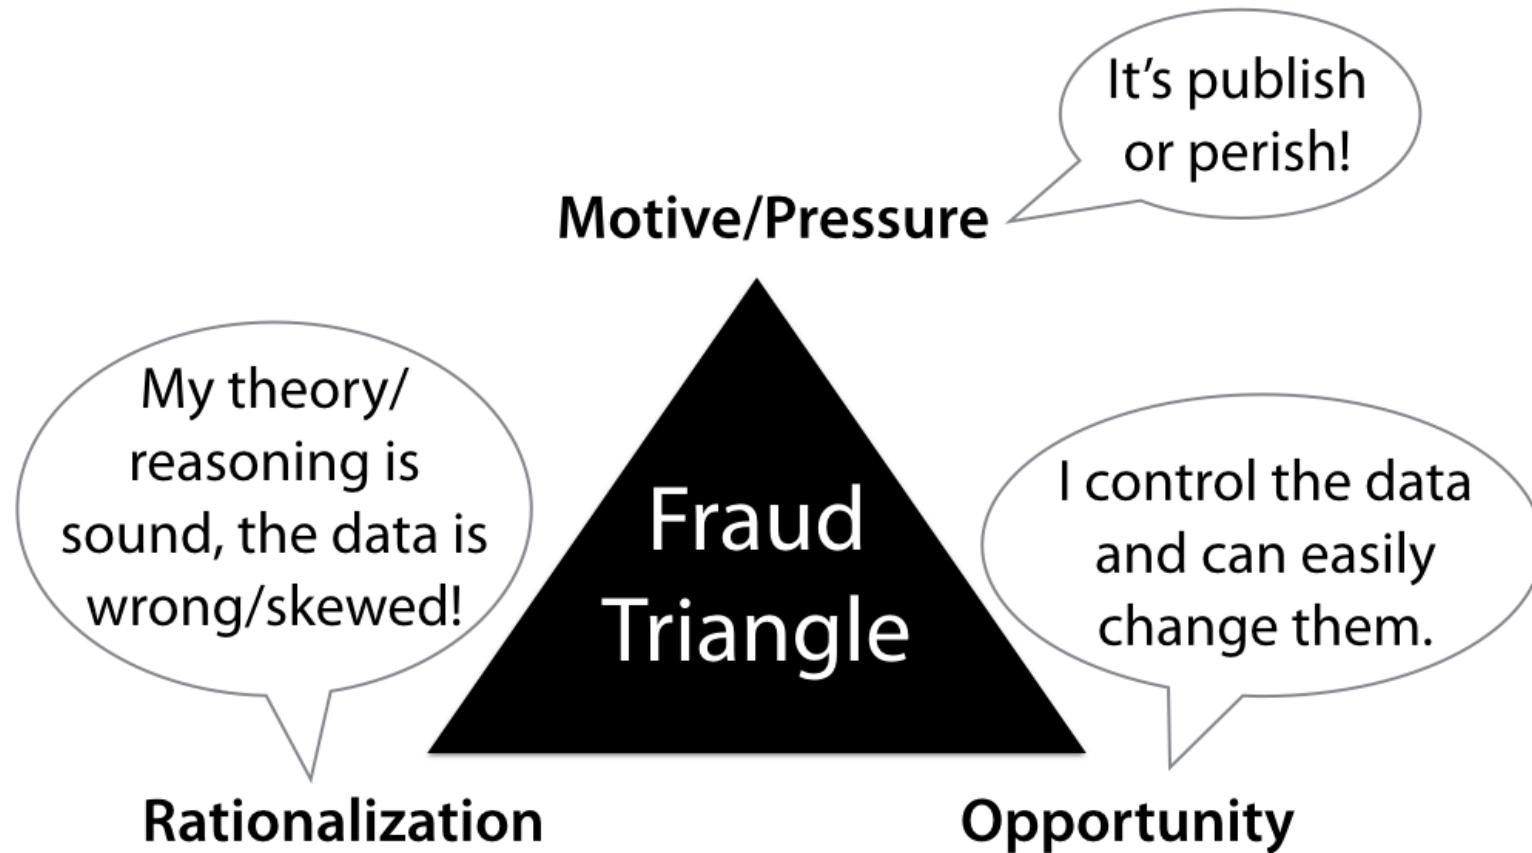 It’s publish
or perish!
Motive/Pressure
My theory/
reasoning is
sound, the data is
wrong/skewed!
Fraud
Triangle
I control the data
and can easily
change them.
Rationalization
Opportunity